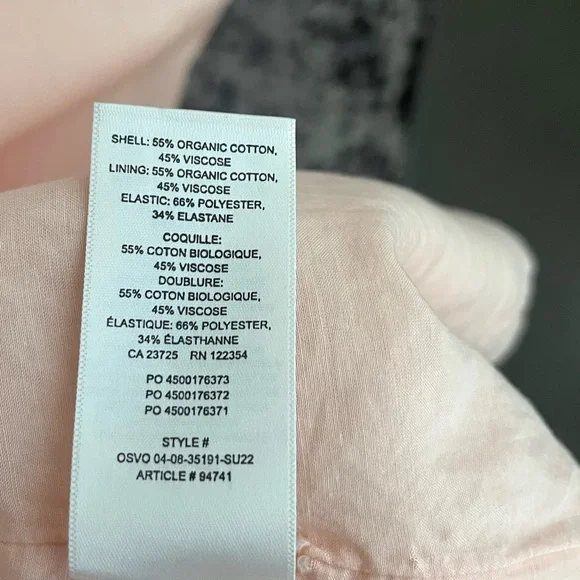 SHELL: 55% ORGANIC COTTON,
45% VISCOSE
LINING: 55% ORGANIC COTTON,
45% VISCOSE
ELASTIC: 66% POLYESTER,
34% ELASTANE
COQUILLE:
55% COTON BIOLOGIQUE,
45% VISCOSE
DOUBLURE:
55% COTON BIOLOGIQUE,
45% VISCOSE
ÉLASTIQUE: 66% POLYESTER,
34% ÉLASTHANNE
CA 23725 RN 122354
PO 4500176373
PO 4500176372
PO 4500176371
STYLE #
OSVO 04-08-35191-SU22
ARTICLE # 94741